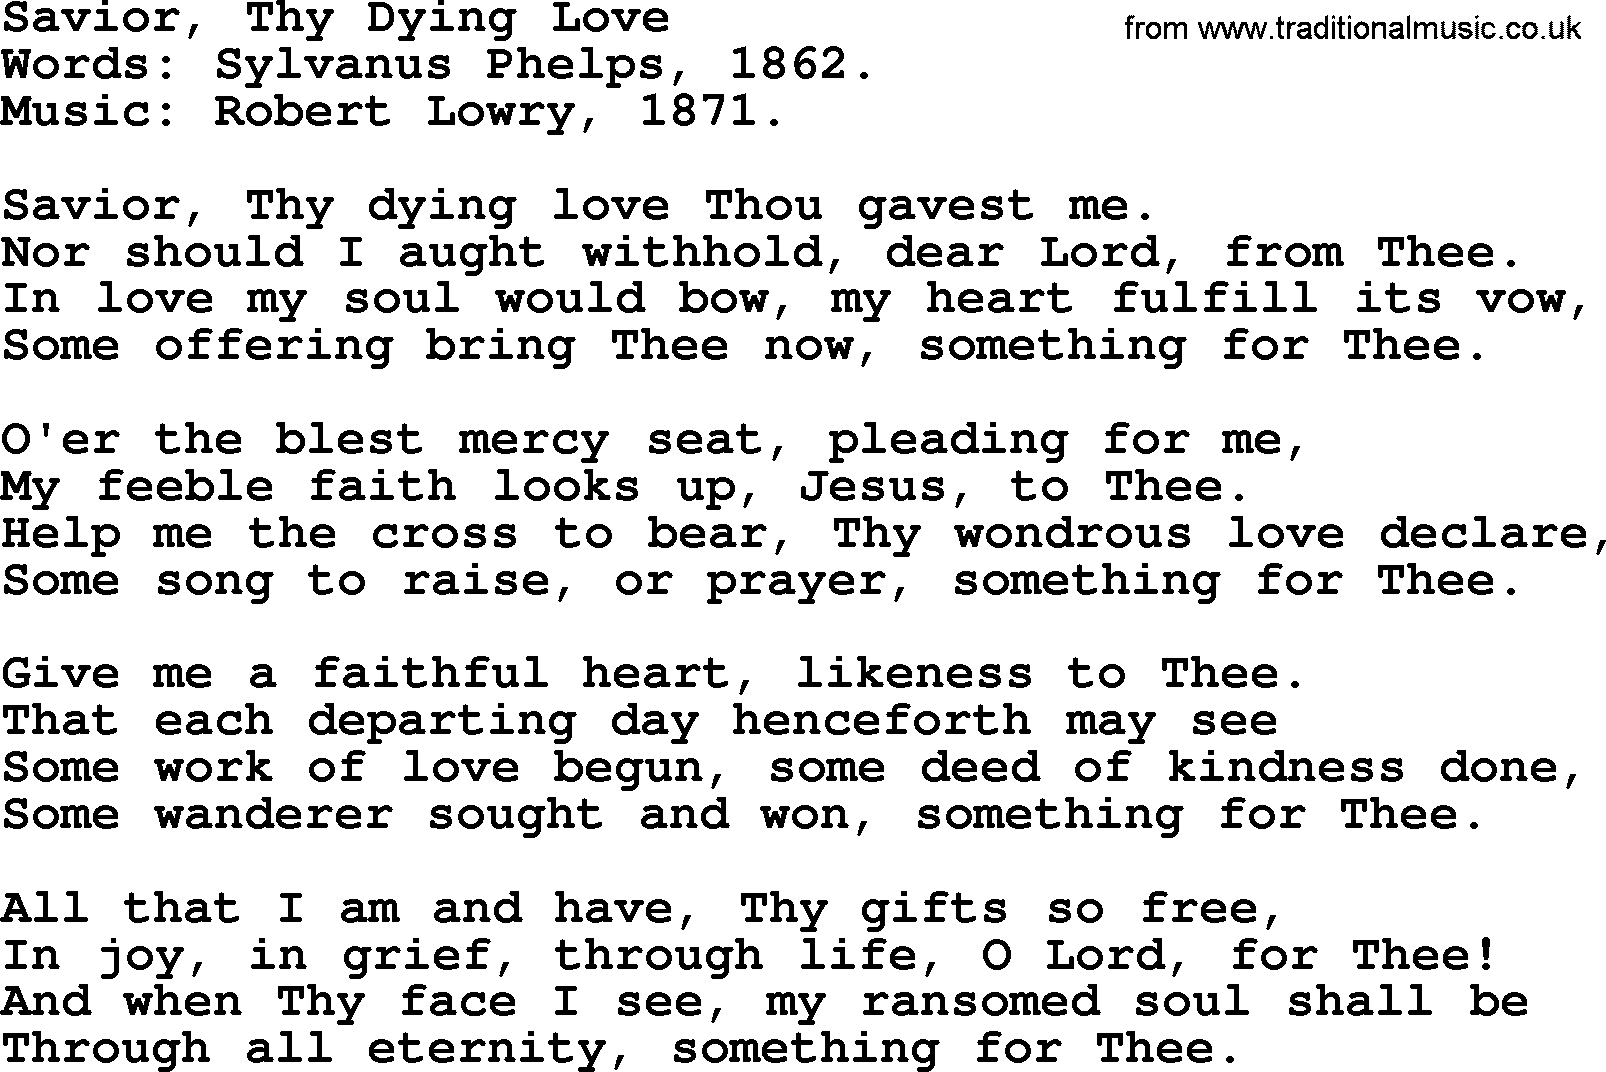 Savior, Thy Dying Love
from www.traditionalmusic.co.uk
Words: Sylvanus Phelps, 1862.
Music: Robert Lowry, 1871.

Savior, Thy dying love Thou gavest me.
Nor should I aught withhold, dear Lord, from Thee.
In love my soul would bow, my heart fulfill its vow,
Some offering bring Thee now, something for Thee.

O'er the blest mercy seat, pleading for me,
My feeble faith looks up, Jesus, to Thee.
Help me the cross to bear, Thy wondrous love declare,
Some song to raise, or prayer, something for Thee.

Give me a faithful heart, likeness to Thee.
That each departing day henceforth may see
Some work of love begun, some deed of kindness done,
Some wanderer sought and won, something for Thee.

All that I am and have, Thy gifts so free,
In joy, in grief, through life, O Lord, for Thee!
And when Thy face I see, my ransomed soul shall be
Through all eternity, something for Thee.